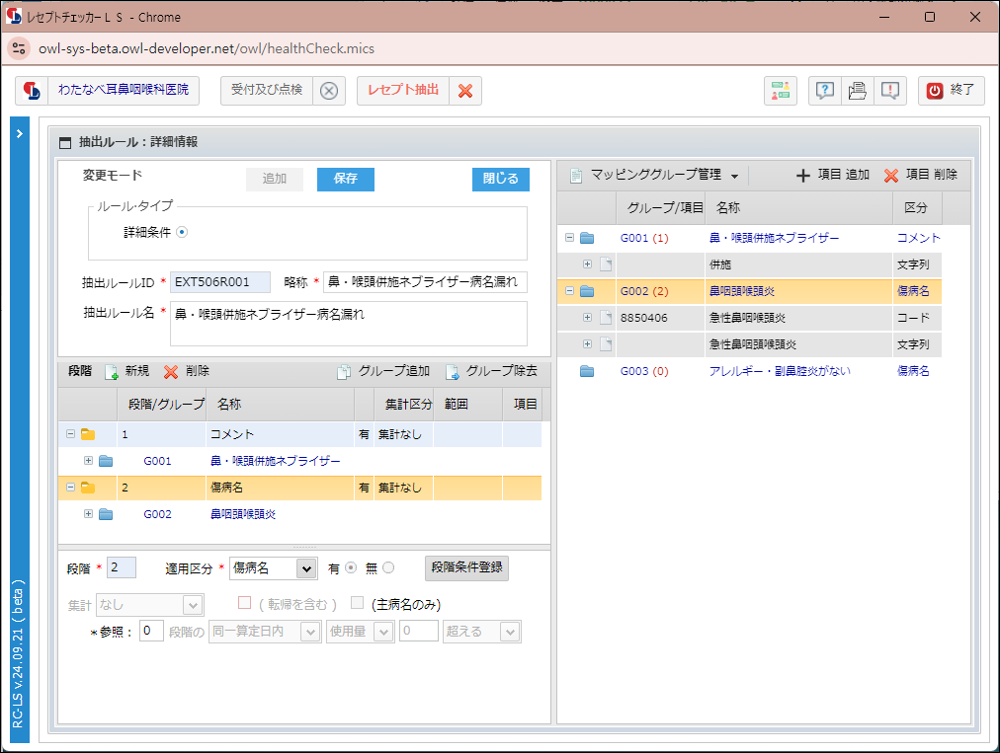 レセプトチェッカーＬＳ - Chrome
owl-sys-beta.owl-developer.net/owl/healthCheck.mics
わたなべ耳鼻咽喉科医院 受付及び点検 レセプト抽出 終了
抽出ルール：詳細情報
変更モード 追加 保存 閉じる
ルール･タイプ
詳細条件
抽出ルールID * EXT506R001 略称 * 鼻・喉頭併施ネブライザー病名漏れ
抽出ルール名 * 鼻・喉頭併施ネブライザー病名漏れ
段階 新規 削除 グループ追加 グループ除去
段階/グループ 名称 集計区分 範囲 項目
1 コメント 有 集計なし
G001 鼻・喉頭併施ネブライザー
2 傷病名 有 集計なし
G002 鼻咽頭喉頭炎
段階 * 2 適用区分 * 傷病名 有 無 段階条件登録
集計 なし ( 転帰を含む ) (主病名のみ)
*参照： 0 段階の 同一算定日内 使用量 0 超える
マッピンググループ管理 項目 追加 項目 削除
グループ/項目 名称 区分
G001 (1) 鼻・喉頭併施ネブライザー コメント
併施 文字列
G002 (2) 鼻咽頭喉頭炎 傷病名
8850406 急性鼻咽喉頭炎 コード
急性鼻咽頭喉頭炎 文字列
G003 (0) アレルギー・副鼻腔炎がない 傷病名
RC-LS v.24.09.21 ( beta )